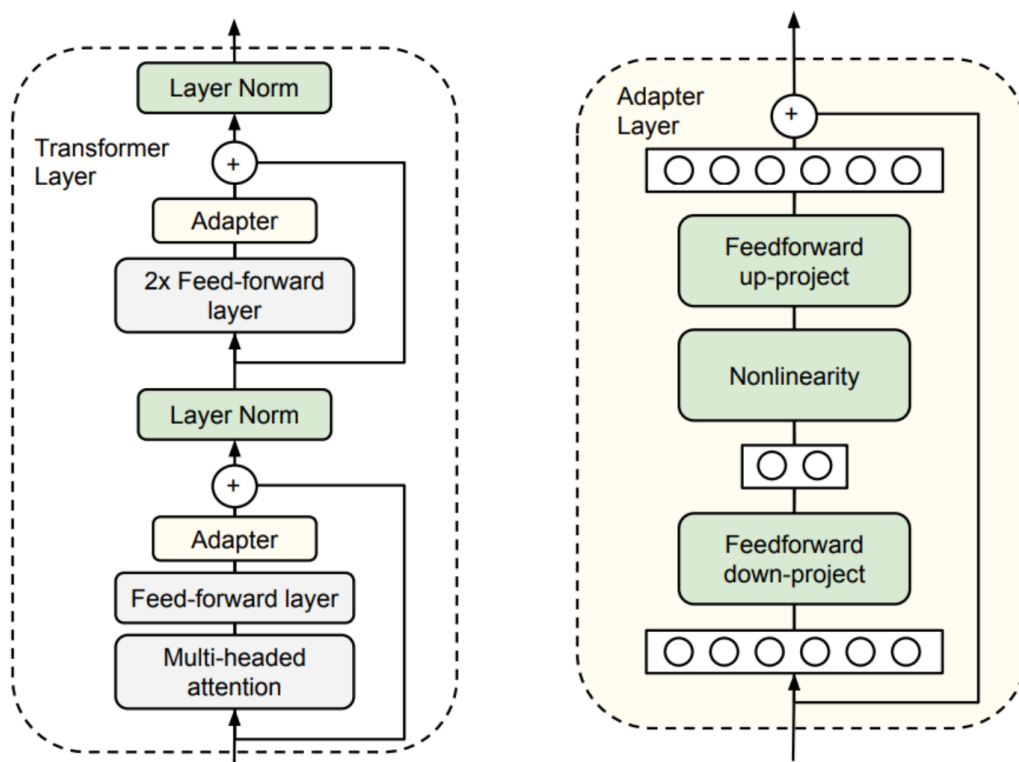 Layer Norm
Transformer
Layer
+
Adapter
2x Feed-forward
layer
Layer Norm
+
Adapter
Feed-forward layer
Multi-headed
attention
Adapter
Layer
+
Feedforward
up-project
Nonlinearity
Feedforward
down-project